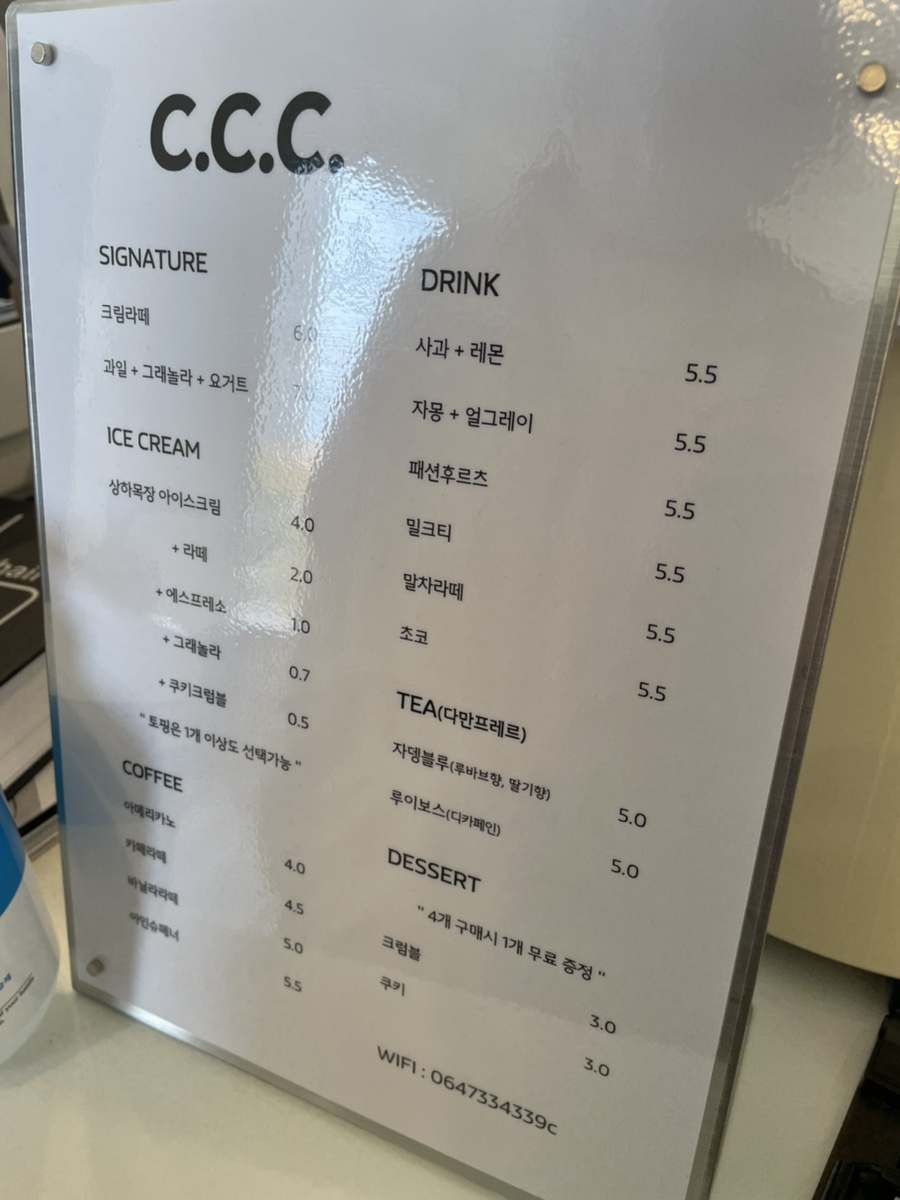 C.C.C.
SIGNATURE
크림라떼 6.0
과일 + 그래놀라 + 요거트
ICE CREAM
상하목장 아이스크림 4.0
+ 라떼 2.0
+ 에스프레소 1.0
+ 그래놀라 0.7
+ 쿠키크럼블 0.5
" 토핑은 1개 이상도 선택가능 "
COFFEE
아메리카노 4.0
카페라떼 4.5
바닐라라떼 5.0
아인슈페너 5.5
DRINK
사과 + 레몬 5.5
자몽 + 얼그레이 5.5
패션후르츠 5.5
밀크티 5.5
말차라떼 5.5
초코 5.5
TEA(다만프레르)
자뎅블루(루바브향, 딸기향) 5.0
루이보스(디카페인) 5.0
DESSERT
" 4개 구매시 1개 무료 증정 "
크럼블 3.0
쿠키 3.0
WIFI : 0647334339c